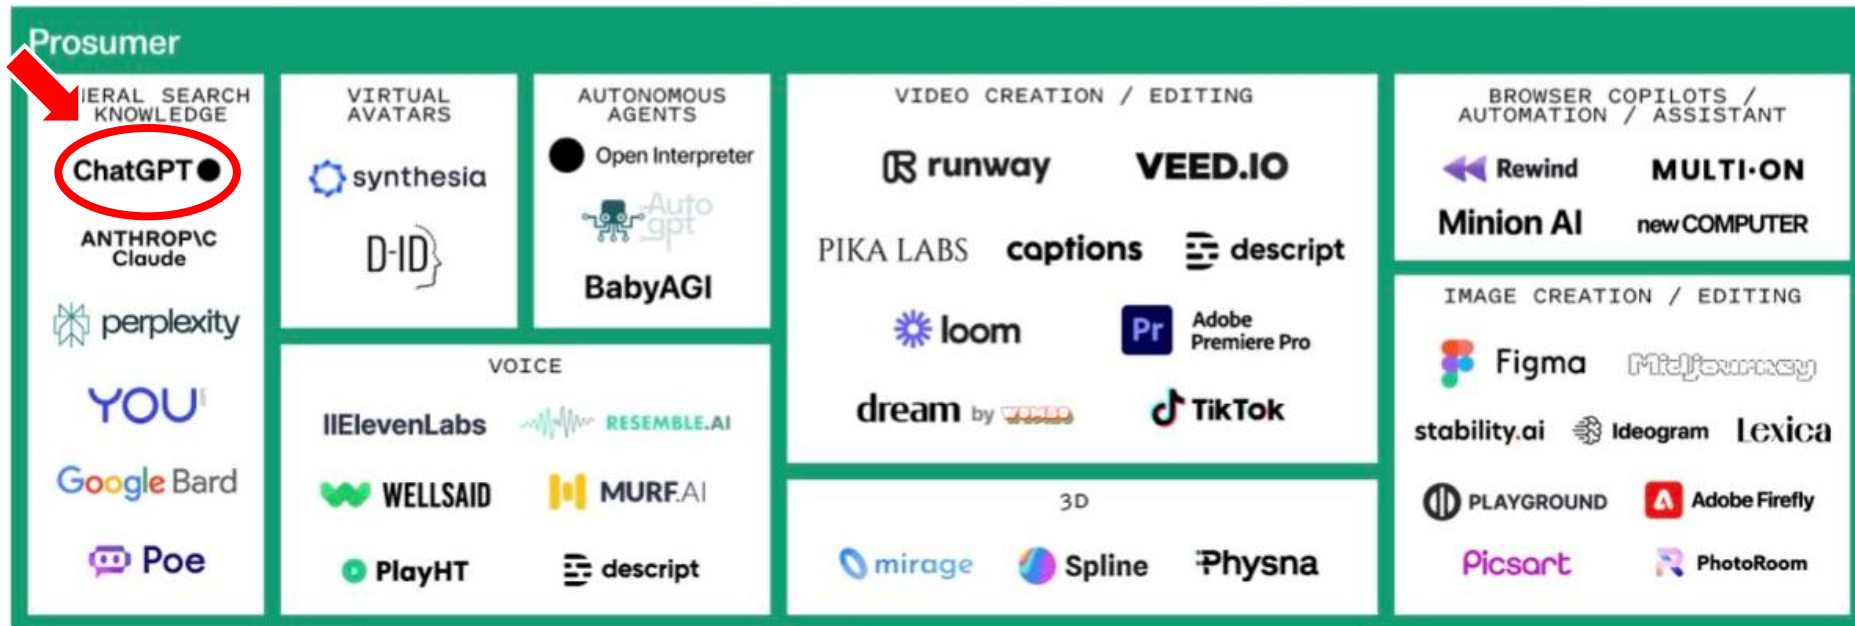 Prosumer
NERAL SEARCH
KNOWLEDGE
ChatGPT
ANTHROP\C
Claude
perplexity
YOU
Google Bard
Poe
VIRTUAL
AVATARS
synthesia
D-ID
AUTONOMOUS
AGENTS
Open Interpreter
Auto
gpt
BabyAGI
VOICE
IIElevenLabs
RESEMBLE.AI
WELLSAID
MURF.AI
PlayHT
descript
VIDEO CREATION / EDITING
runway
VEED.IO
PIKA LABS
captions
descript
loom
Pr
Adobe
Premiere Pro
dream by WOMBO
TikTok
3D
mirage
Spline
Physna
BROWSER COPILOTS /
AUTOMATION / ASSISTANT
Rewind
MULTI·ON
Minion AI
new COMPUTER
IMAGE CREATION / EDITING
Figma
Midjourney
stability.ai
Ideogram
Lexica
PLAYGROUND
Adobe Firefly
Picsart
PhotoRoom